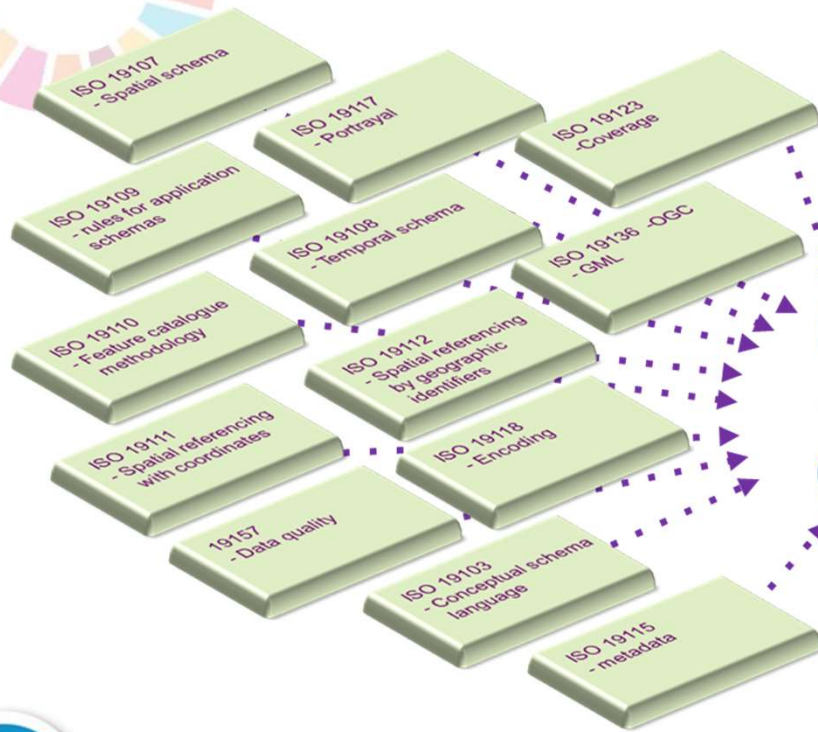 ISO 19107
- Spatial schema
ISO 19117
- Portrayal
ISO 19123
-Coverage
ISO 19109
- rules for application
schemas
ISO 19108
- Temporal schema
ISO 19136 -OGC
- GML
ISO 19110
- Feature catalogue
methodology
ISO 19112
- Spatial referencing
by geographic
identifiers
ISO 19111
- Spatial referencing
with coordinates
ISO 19118
- Encoding
19157
- Data quality
ISO 19103
- Conceptual schema
language
ISO 19115
- metadata